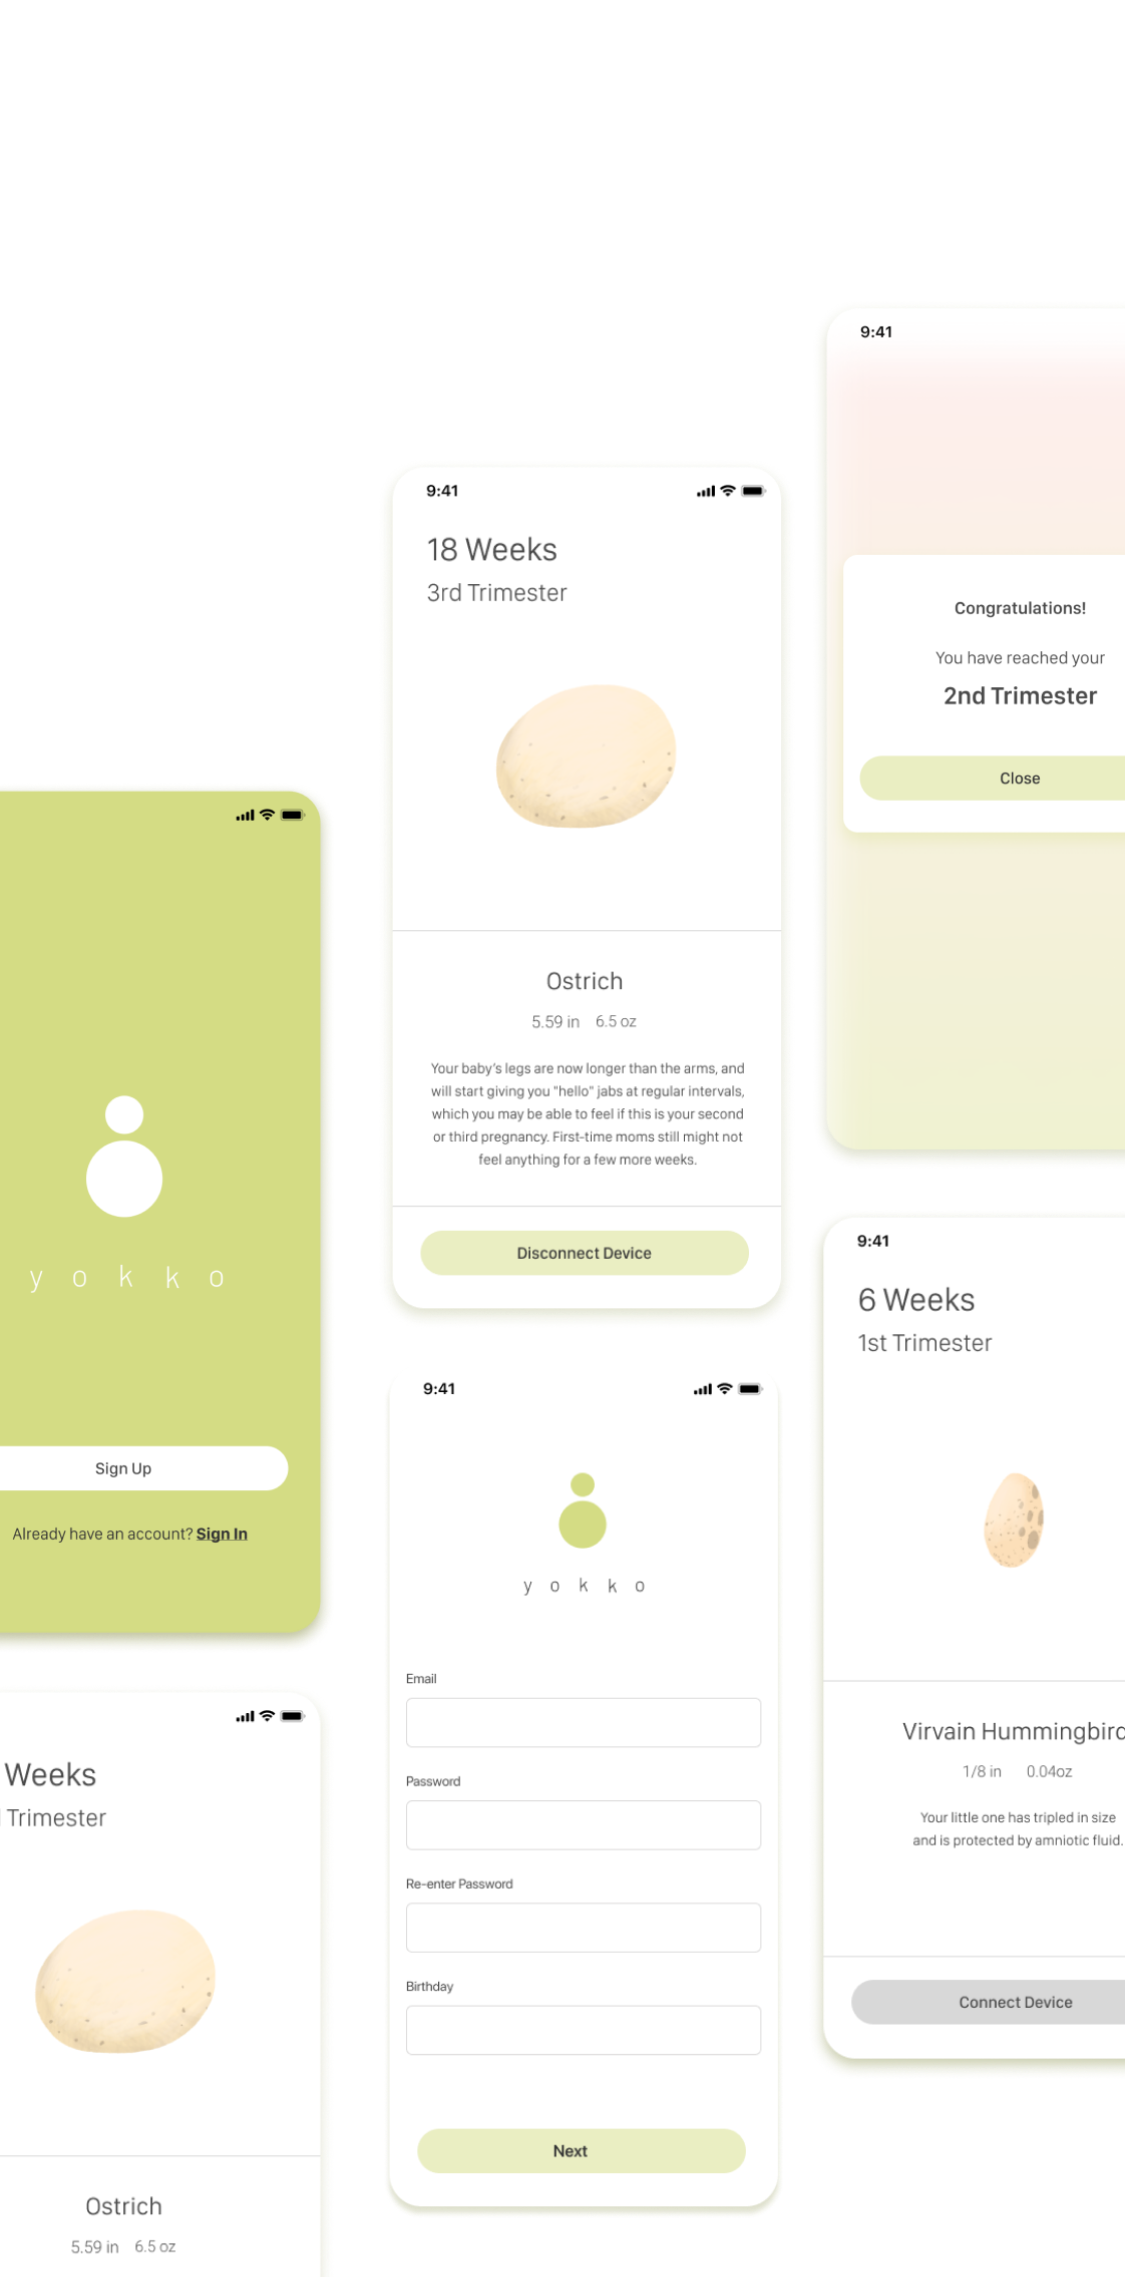 9:41
Congratulations!
You have reached your
2nd Trimester
Close
9:41
18 Weeks
3rd Trimester
Ostrich
5.59 in 6.5 oz
Your baby's legs are now longer than the arms, and
will start giving you "hello" jabs at regular intervals,
which you may be able to feel if this is your second
or third pregnancy. First-time moms still might not
feel anything for a few more weeks.
Disconnect Device
yokko
Sign Up
Already have an account? Sign In
9:41
6 Weeks
1st Trimester
Virvain Hummingbird
1/8 in 0.04oz
Your little one has tripled in size
and is protected by amniotic fluid.
Connect Device
9:41
yokko
Email
Password
Re-enter Password
Birthday
Next
Weeks
Trimester
Ostrich
5.59 in 6.5 oz